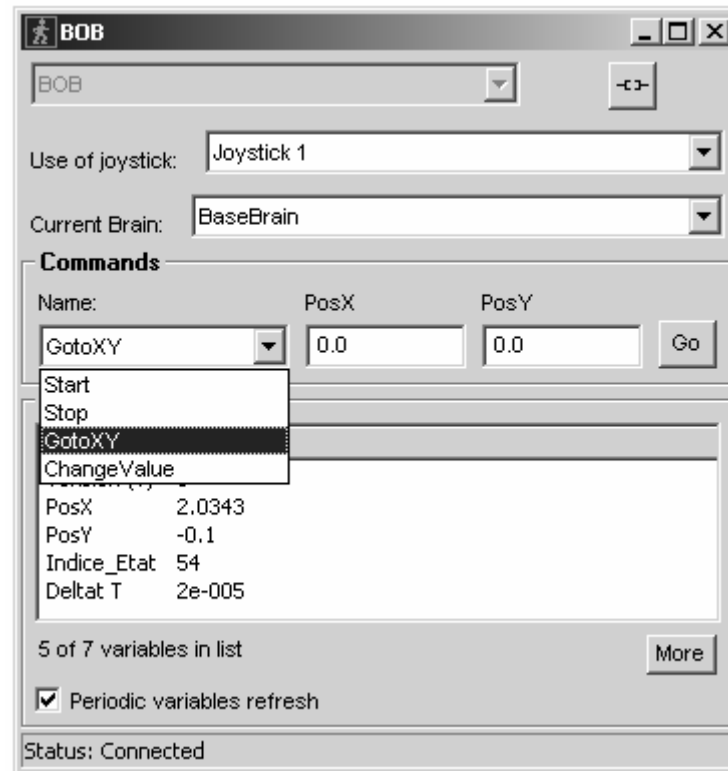 BOB
BOB
Use of joystick: Joystick 1
Current Brain: BaseBrain
Commands
Name: PosX PosY
GotoXY 0.0 0.0 Go
Start
Stop
GotoXY
ChangeValue
PosX 2.0343
PosY -0.1
Indice_Etat 54
Deltat T 2e-005
5 of 7 variables in list More
Periodic variables refresh
Status: Connected